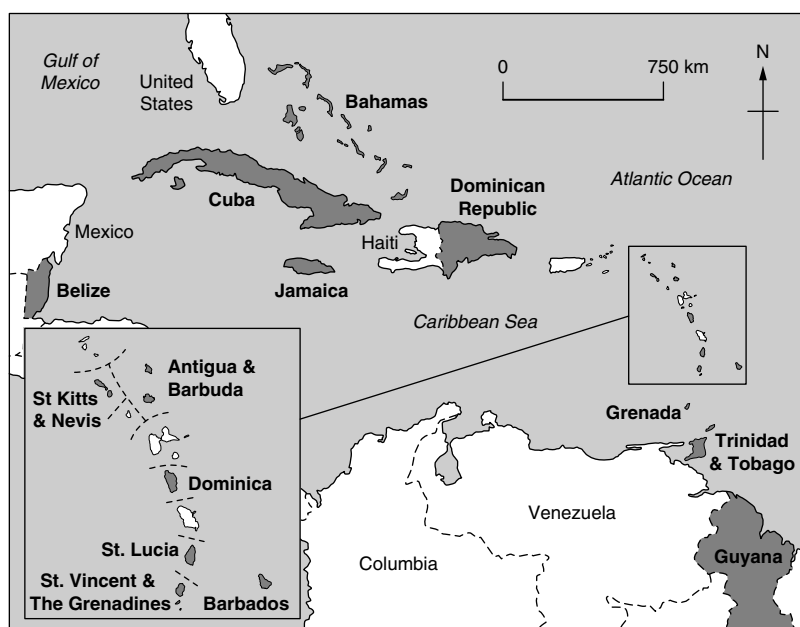 Gulf of
Mexico
United
States
Bahamas
0
750 km
N
Atlantic Ocean
Cuba
Dominican
Republic
Mexico
Haiti
Belize
Jamaica
Caribbean Sea
Antigua &
Barbuda
St Kitts
& Nevis
Dominica
St. Lucia
St. Vincent &
The Grenadines
Barbados
Grenada
Trinidad
& Tobago
Venezuela
Columbia
Guyana